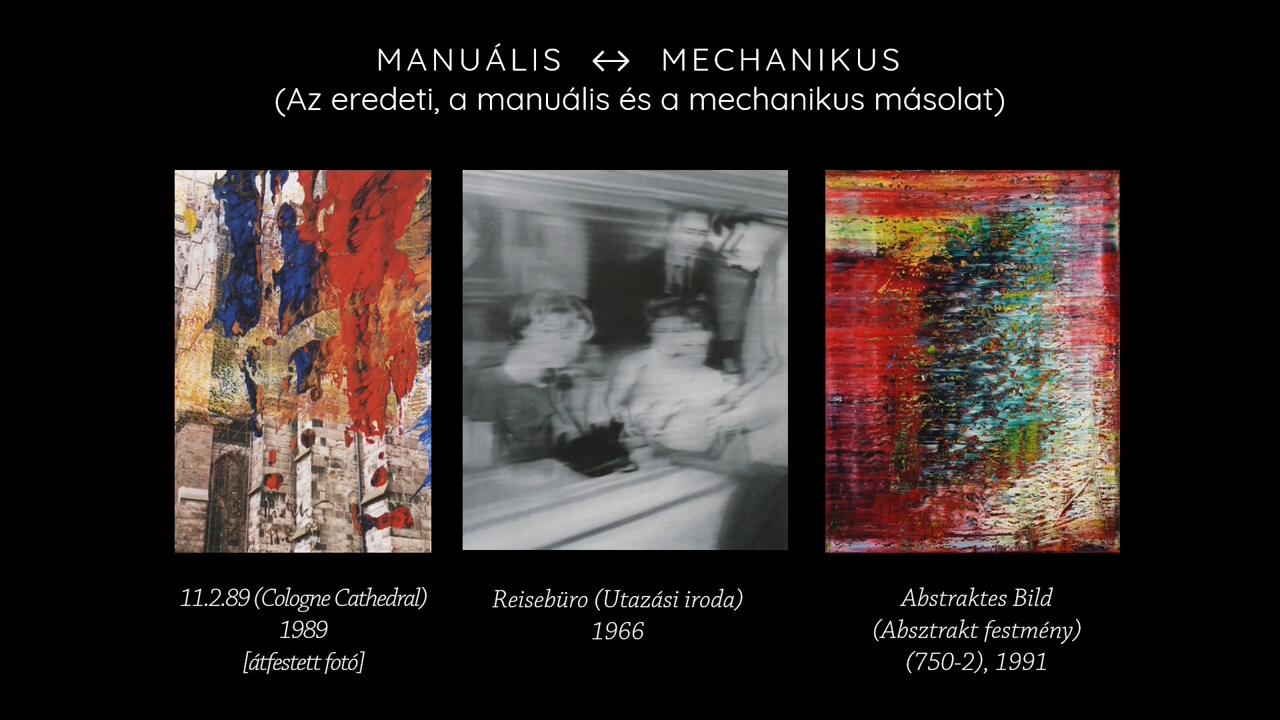 MANUÁLIS ↔ MECHANIKUS
(Az eredeti, a manuális és a mechanikus másolat)
11.2.89 (Cologne Cathedral)
1989
[átfestett fotó]
Reisebüro (Utazási iroda)
1966
Abstraktes Bild
(Absztrakt festmény)
(750-2), 1991